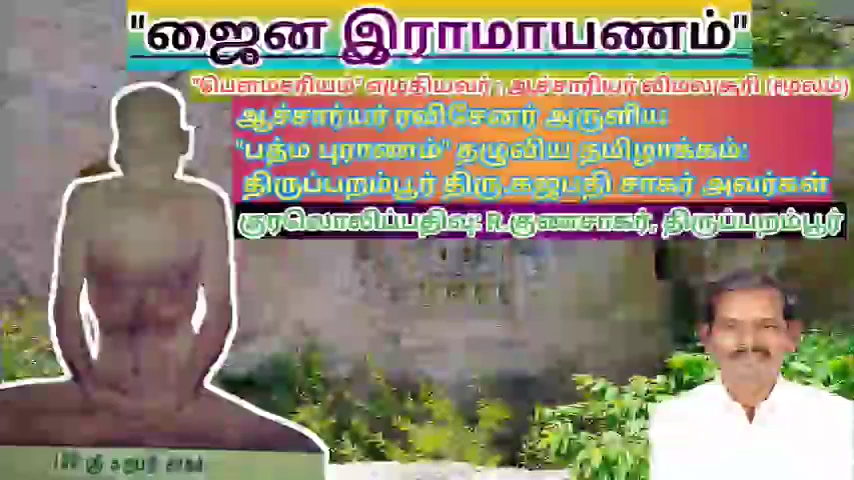 "ஜைன இராமாயணம்"
"பௌமசரியம்" எழுதியவர்: ஆச்சாரியர் விமலசூரி (மூலம்)
ஆச்சார்யர் ரவிசேனர் அருளிய:
"பத்ம புராணம்" தழுவிய தமிழாக்கம்:
திருப்பறம்பூர் திரு.கஜபதி சாகர் அவர்கள்
குரலொலிப்பதிவு: R.குணசாகர், திருப்பறம்பூர்